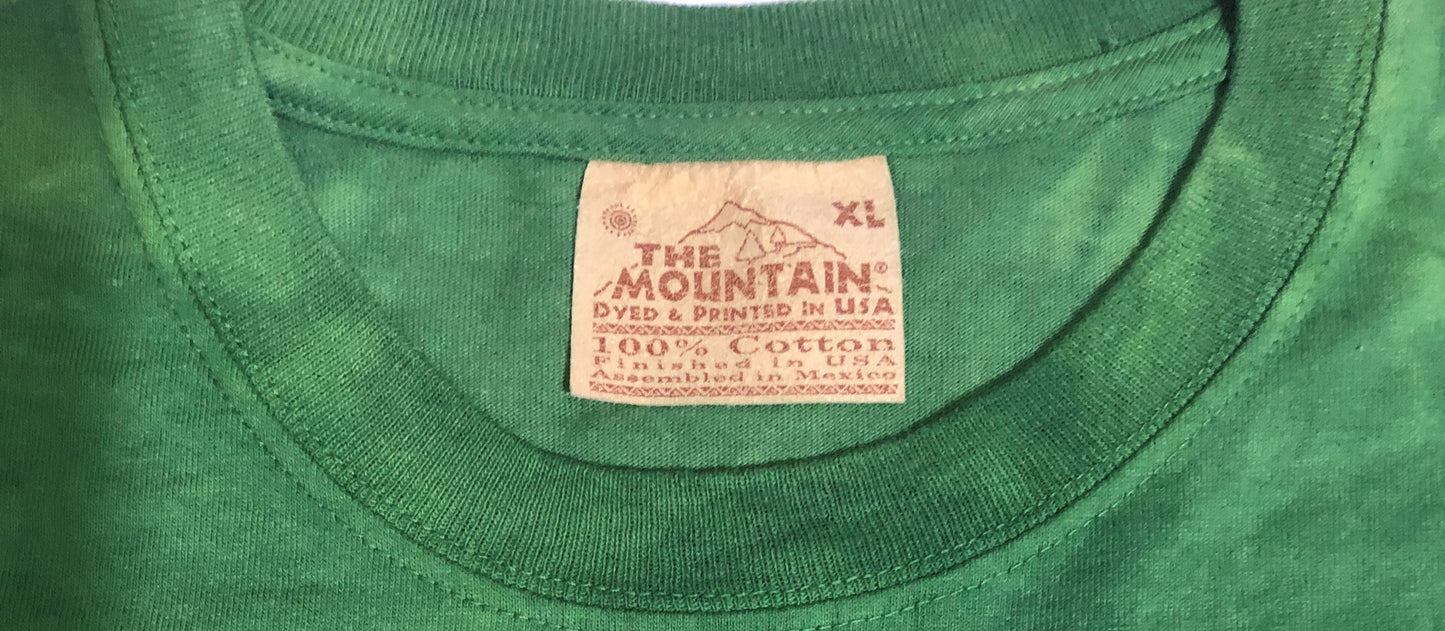 XL
THE
MOUNTAIN®
DYED & PRINTED IN USA
100% Cotton
Finished in USA
Assembled in Mexico